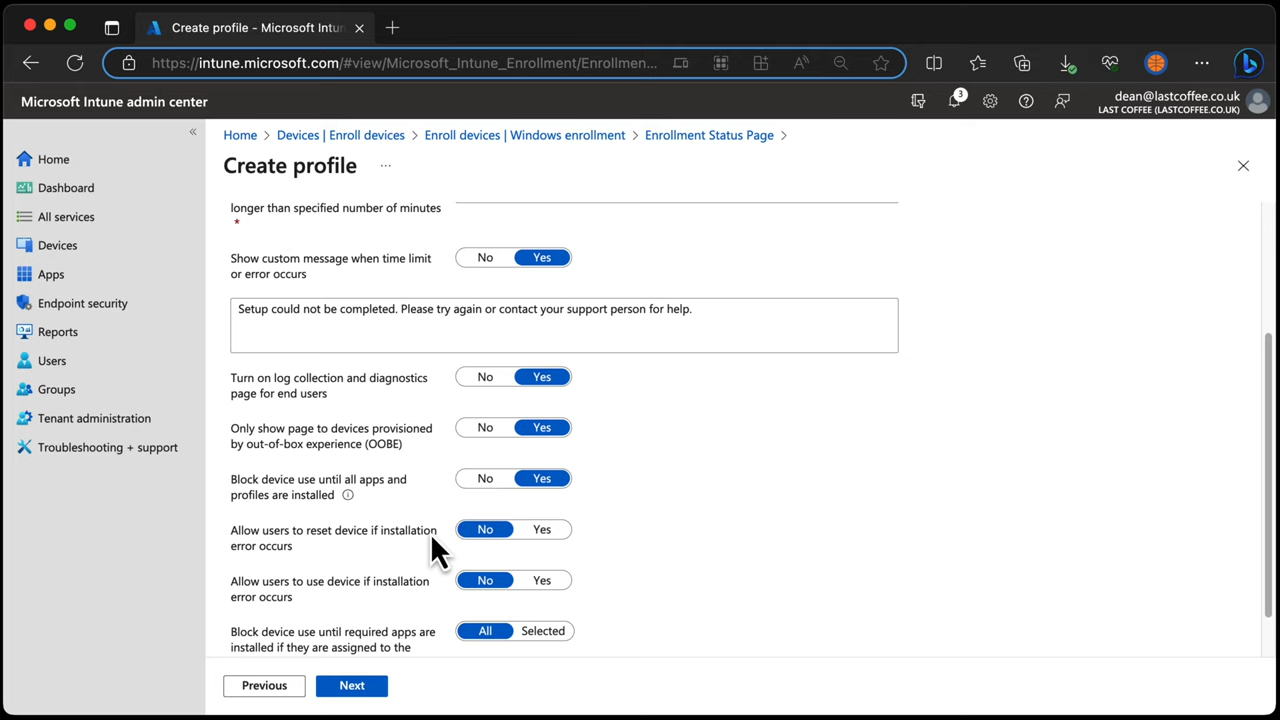 Create profile - Microsoft Intun
https://intune.microsoft.com/#view/Microsoft_Intune_Enrollment/Enrollmen...
Microsoft Intune admin center
3
dean@lastcoffee.co.uk
LAST COFFEE (LASTCOFFEE.CO.UK)
Home > Devices | Enroll devices > Enroll devices | Windows enrollment > Enrollment Status Page >
Create profile ...
Home
Dashboard
All services
Devices
Apps
Endpoint security
Reports
Users
Groups
Tenant administration
Troubleshooting + support
longer than specified number of minutes
*
Show custom message when time limit
or error occurs
No Yes
Setup could not be completed. Please try again or contact your support person for help.
Turn on log collection and diagnostics
page for end users
No Yes
Only show page to devices provisioned
by out-of-box experience (OOBE)
No Yes
Block device use until all apps and
profiles are installed
No Yes
Allow users to reset device if installation
error occurs
No Yes
Allow users to use device if installation
error occurs
No Yes
Block device use until required apps are
installed if they are assigned to the
All Selected
Previous
Next